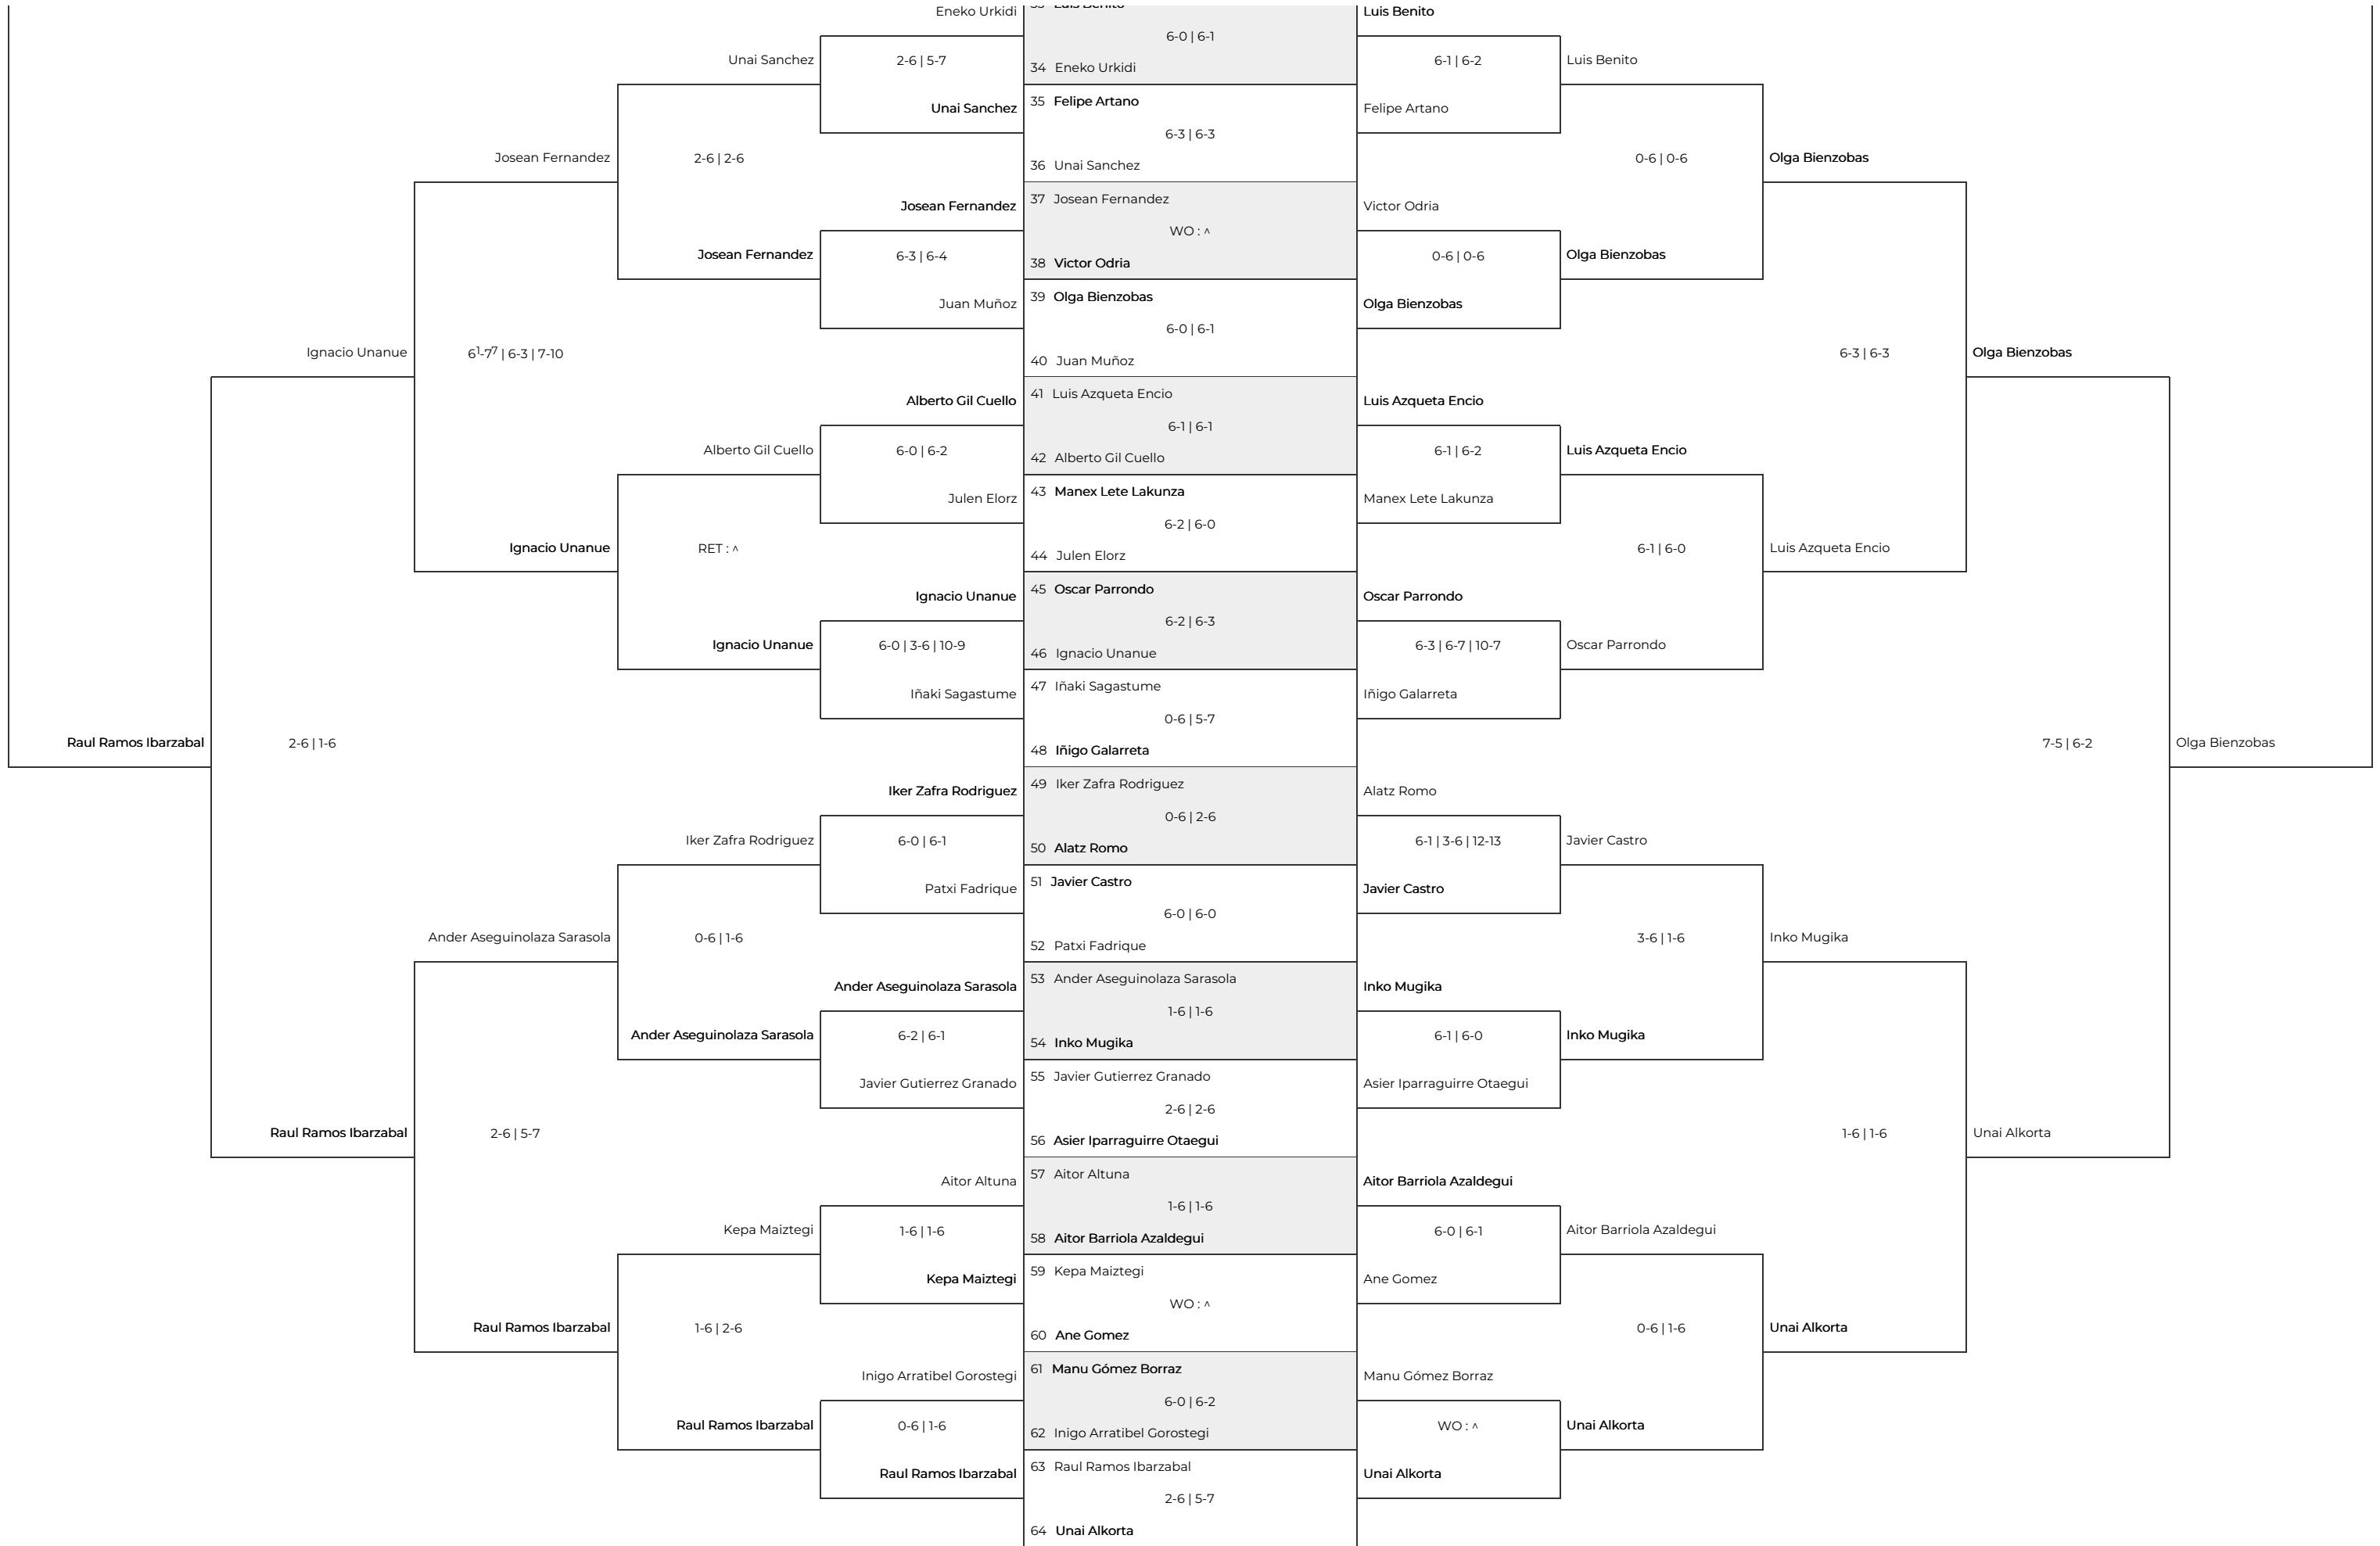 Eneko Urkidi
33 Luis Benito
Luis Benito
6-0 | 6-1
Unai Sanchez
2-6 | 5-7
34 Eneko Urkidi
6-1 | 6-2
Luis Benito
Unai Sanchez
35 Felipe Artano
Felipe Artano
6-3 | 6-3
Josean Fernandez
2-6 | 2-6
36 Unai Sanchez
0-6 | 0-6
Olga Bienzobas
Josean Fernandez
37 Josean Fernandez
Victor Odria
WO : ^
Josean Fernandez
6-3 | 6-4
38 Victor Odria
0-6 | 0-6
Olga Bienzobas
Juan Muñoz
39 Olga Bienzobas
Olga Bienzobas
6-0 | 6-1
Ignacio Unanue
6¹-7⁷ | 6-3 | 7-10
40 Juan Muñoz
6-3 | 6-3
Olga Bienzobas
Alberto Gil Cuello
41 Luis Azqueta Encio
Luis Azqueta Encio
6-1 | 6-1
Alberto Gil Cuello
6-0 | 6-2
42 Alberto Gil Cuello
6-1 | 6-2
Luis Azqueta Encio
Julen Elorz
43 Manex Lete Lakunza
Manex Lete Lakunza
6-2 | 6-0
Ignacio Unanue
RET : ^
44 Julen Elorz
6-1 | 6-0
Luis Azqueta Encio
Ignacio Unanue
45 Oscar Parrondo
Oscar Parrondo
6-2 | 6-3
Ignacio Unanue
6-0 | 3-6 | 10-9
46 Ignacio Unanue
6-3 | 6-7 | 10-7
Oscar Parrondo
Iñaki Sagastume
47 Iñaki Sagastume
Iñigo Galarreta
0-6 | 5-7
Raul Ramos Ibarzabal
2-6 | 1-6
48 Iñigo Galarreta
7-5 | 6-2
Olga Bienzobas
Iker Zafra Rodriguez
49 Iker Zafra Rodriguez
Alatz Romo
0-6 | 2-6
Iker Zafra Rodriguez
6-0 | 6-1
50 Alatz Romo
6-1 | 3-6 | 12-13
Javier Castro
Patxi Fadrique
51 Javier Castro
Javier Castro
6-0 | 6-0
Ander Aseguinolaza Sarasola
0-6 | 1-6
52 Patxi Fadrique
3-6 | 1-6
Inko Mugika
Ander Aseguinolaza Sarasola
53 Ander Aseguinolaza Sarasola
Inko Mugika
1-6 | 1-6
Ander Aseguinolaza Sarasola
6-2 | 6-1
54 Inko Mugika
6-1 | 6-0
Inko Mugika
Javier Gutierrez Granado
55 Javier Gutierrez Granado
Asier Iparraguirre Otaegui
2-6 | 2-6
Raul Ramos Ibarzabal
2-6 | 5-7
56 Asier Iparraguirre Otaegui
1-6 | 1-6
Unai Alkorta
Aitor Altuna
57 Aitor Altuna
Aitor Barriola Azaldegui
1-6 | 1-6
Kepa Maiztegi
1-6 | 1-6
58 Aitor Barriola Azaldegui
6-0 | 6-1
Aitor Barriola Azaldegui
Kepa Maiztegi
59 Kepa Maiztegi
Ane Gomez
WO : ^
Raul Ramos Ibarzabal
1-6 | 2-6
60 Ane Gomez
0-6 | 1-6
Unai Alkorta
Inigo Arratibel Gorostegi
61 Manu Gómez Borraz
Manu Gómez Borraz
6-0 | 6-2
Raul Ramos Ibarzabal
0-6 | 1-6
62 Inigo Arratibel Gorostegi
WO : ^
Unai Alkorta
Raul Ramos Ibarzabal
63 Raul Ramos Ibarzabal
Unai Alkorta
2-6 | 5-7
64 Unai Alkorta